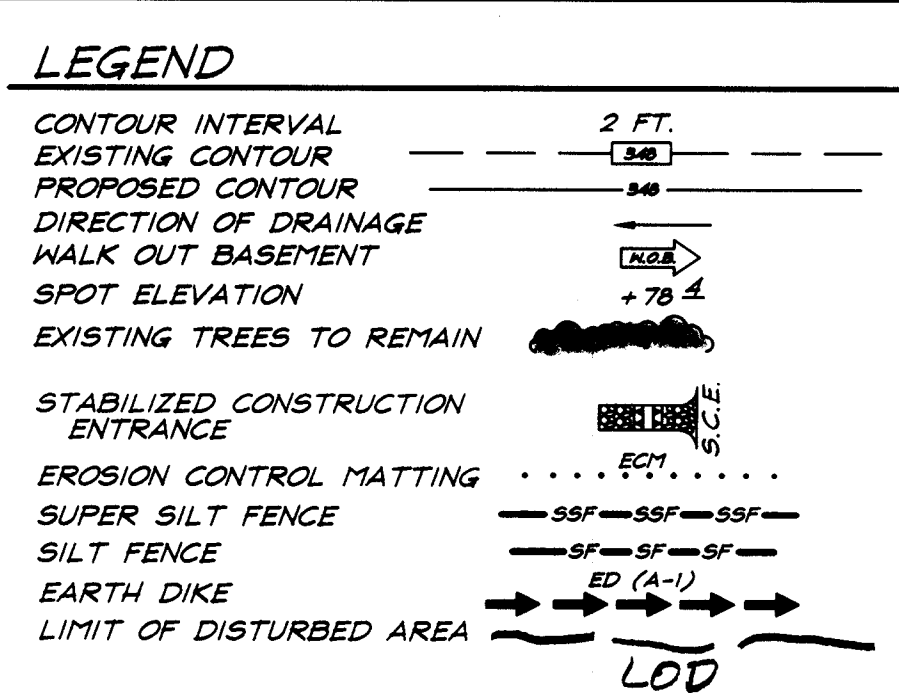 LEGEND
CONTOUR INTERVAL 2 FT.
EXISTING CONTOUR 348
PROPOSED CONTOUR 348
DIRECTION OF DRAINAGE
WALK OUT BASEMENT W.O.B.
SPOT ELEVATION + 78 4
EXISTING TREES TO REMAIN
STABILIZED CONSTRUCTION
ENTRANCE S.C.E.
EROSION CONTROL MATTING ECM
SUPER SILT FENCE SSF SSF SSF
SILT FENCE SF SF SF
EARTH DIKE ED (A-1)
LIMIT OF DISTURBED AREA
LOD